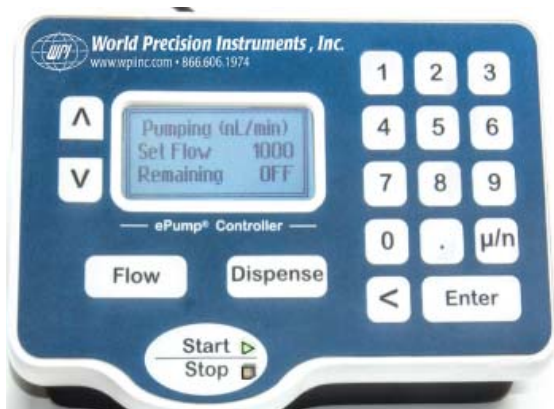 WPI World Precision Instruments, Inc.
www.wpiinc.com • 866.606.1974
Pumping (nL/min)
Set Flow 1000
Remaining OFF
ePump® Controller
Flow Dispense
Start
Stop
1 2 3
4 5 6
7 8 9
0 . µ/n
< Enter